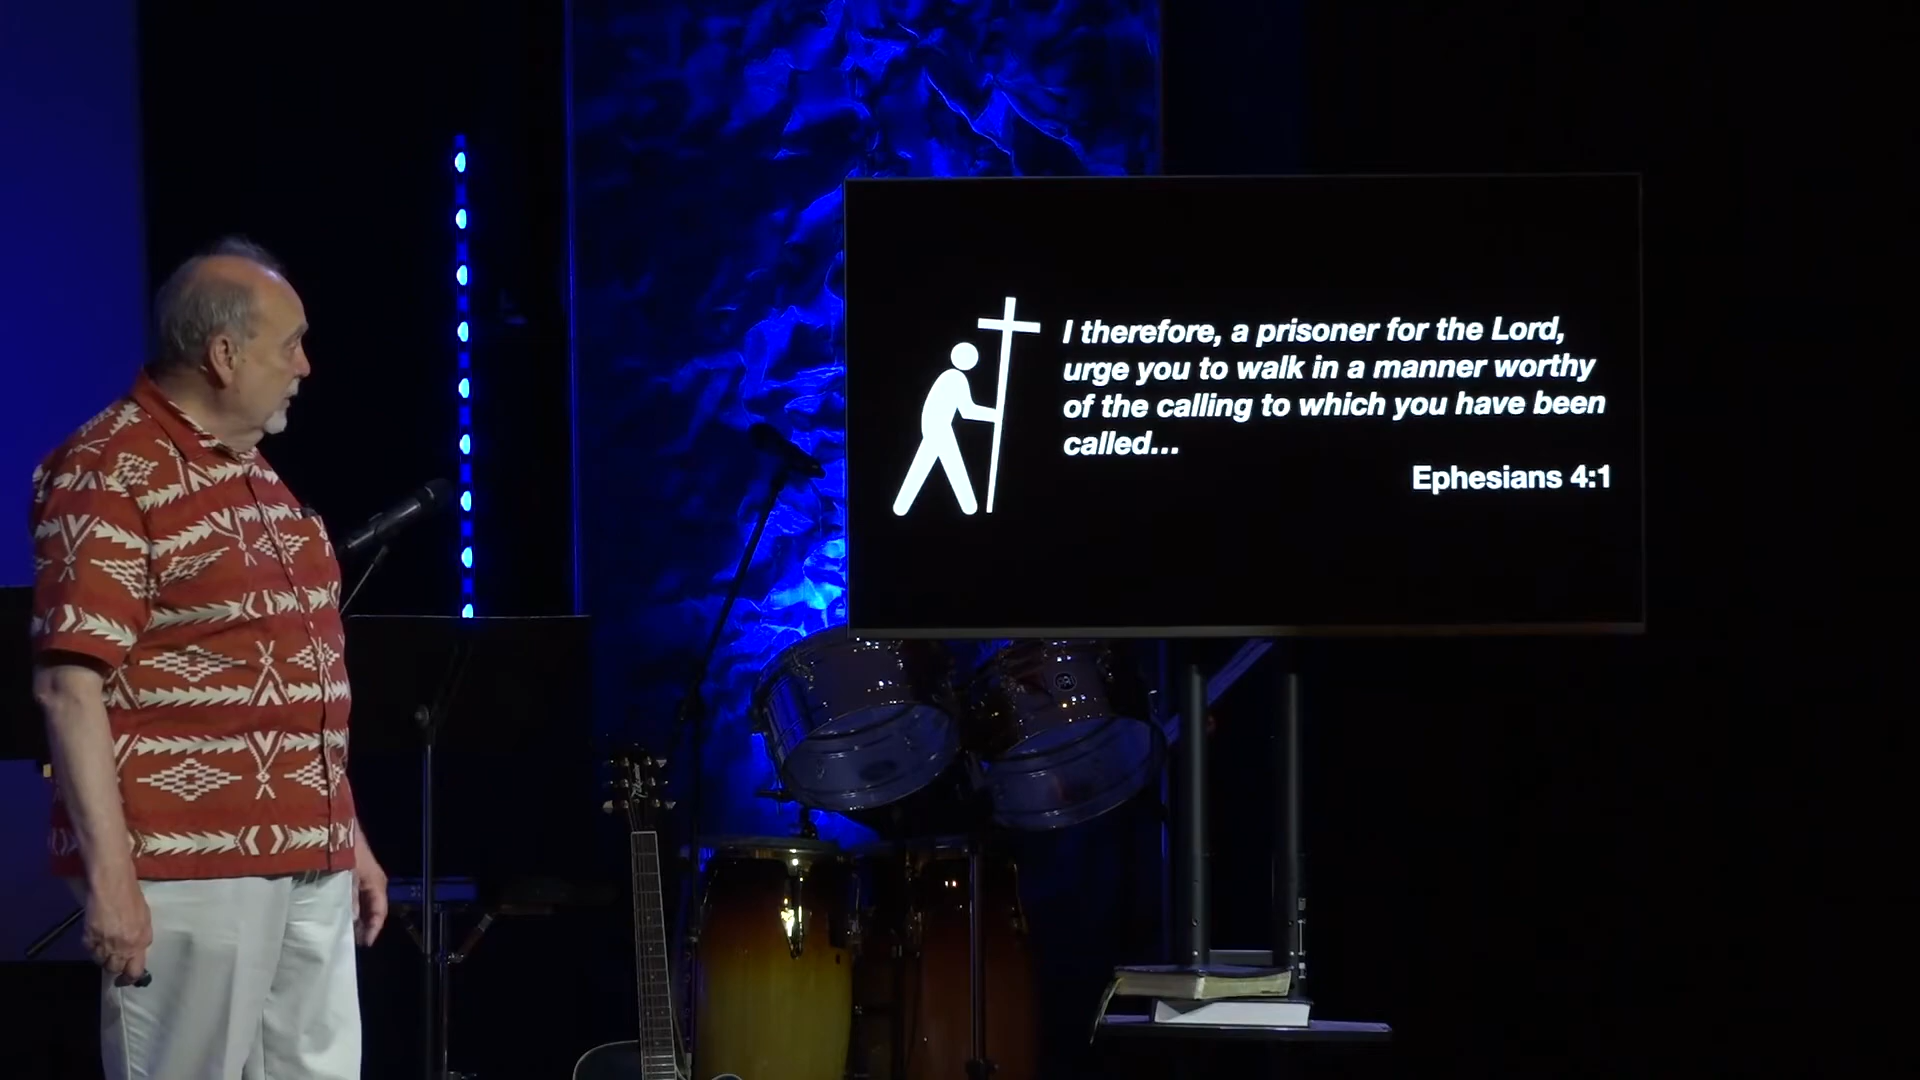 I therefore, a prisoner for the Lord,
urge you to walk in a manner worthy
of the calling to which you have been
called...
Ephesians 4:1